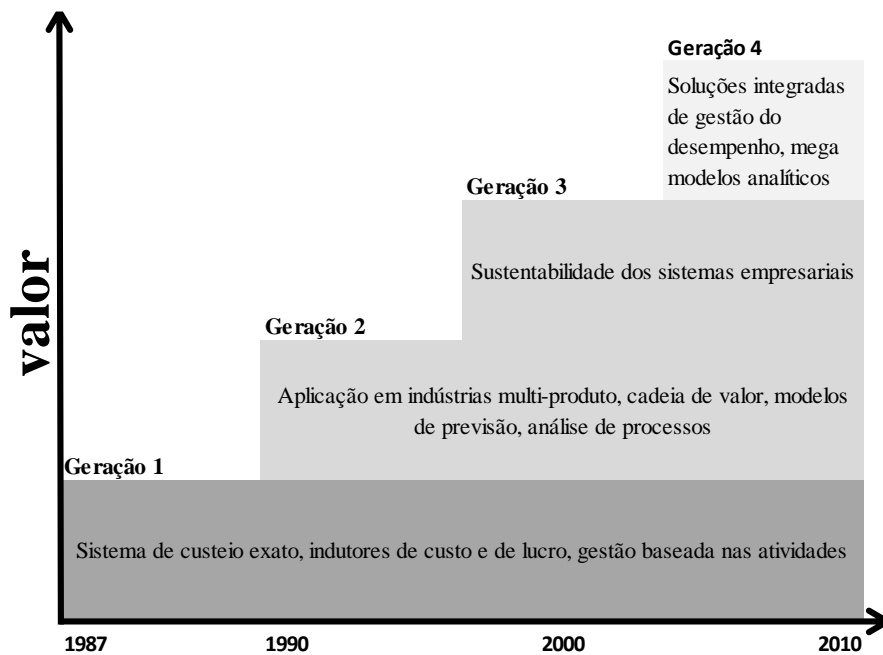 Geração 4
Soluções integradas
de gestão do
desempenho, mega
modelos analíticos
Geração 3
Sustentabilidade dos sistemas empresariais
valor
Geração 2
Aplicação em indústrias multi-produto, cadeia de valor, modelos
de previsão, análise de processos
Geração 1
Sistema de custeio exato, indutores de custo e de lucro, gestão baseada nas atividades
1987 1990 2000 2010